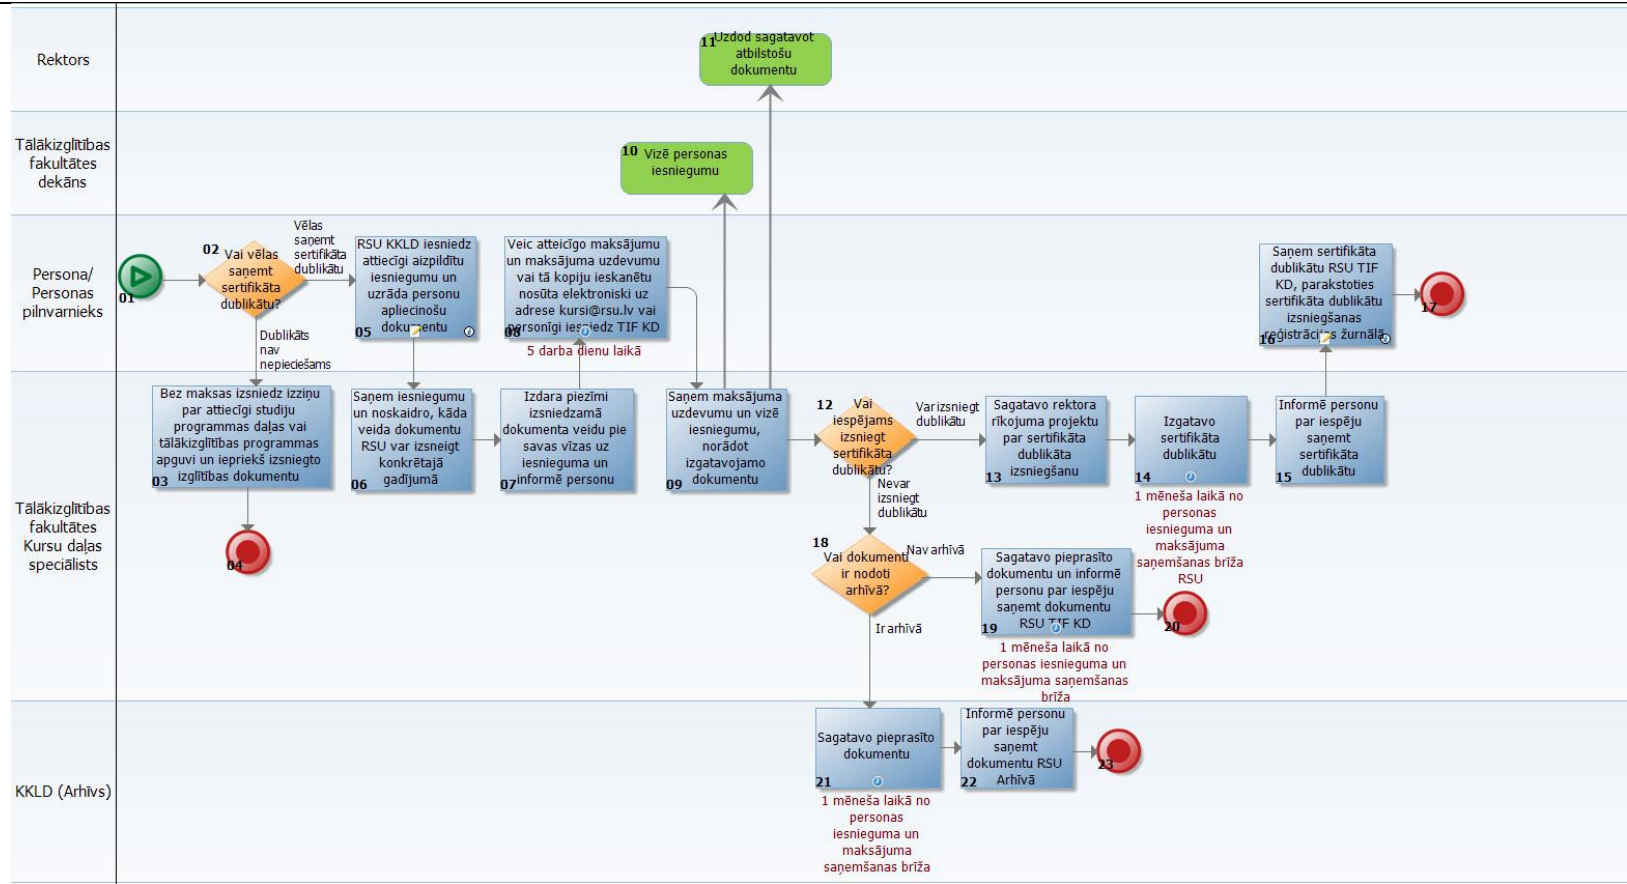 Rektors
11
Uzdod sagatavot
atbilstošu
dokumentu
Tālākizglītības
fakultātes
dekāns
10
Vizē personas
iesniegumu
Persona/
Personas
pilnvarnieks
01
02
Vai vēlas
saņemt
sertifikāta
dublikātu?
Vēlas
saņemt
sertifikāta
dublikātu
Dublikāts
nav
nepieciešams
RSU KKLD iesniedz
attiecīgi aizpildītu
iesniegumu un
uzrāda personu
apliecinošu
dokumentu
05
Veic atteicīgo maksājumu
un maksājuma uzdevumu
vai tā kopiju ieskanētu
nosūta elektroniski uz
adrese kursi@rsu.lv vai
personīgi iesniedz TIF KD
08
5 darba dienu laikā
Saņem sertifikāta
dublikātu RSU TIF
KD, parakstoties
sertifikāta dublikātu
izsniegšanas
reģistrācijas žurnālā
16
17
Tālākizglītības
fakultātes
Kursu daļas
speciālists
Bez maksas izsniedz izziņu
par attiecīgi studiju
programmas daļas vai
tālākizglītības programmas
apguvi un iepriekš izsniegto
izglītības dokumentu
03
04
Saņem iesniegumu
un noskaidro, kāda
veida dokumentu
RSU var izsneigt
konkrētajā
gadījumā
06
Izdara piezīmi
izsniedzamā
dokumenta veidu pie
savas vīzas uz
iesnieguma un
informē personu
07
Saņem maksājuma
uzdevumu un vizē
iesniegumu,
norādot
izgatavojamo
dokumentu
09
12
Vai
iespējams
izsniegt
sertifikāta
dublikātu?
Var izsniegt
dublikātu
Nevar
izsniegt
dublikātu
Sagatavo rektora
rīkojuma projektu
par sertifikāta
dublikāta
izsniegšanu
13
Izgatavo
sertifikāta
dublikātu
14
1 mēneša laikā no
personas
iesnieguma un
maksājuma
saņemšanas brīža
RSU
Informē personu
par iespēju
saņemt
sertifikāta
dublikātu
15
18
Vai dokumenti
ir nodoti
arhīvā?
Nav arhīvā
Ir arhīvā
Sagatavo pieprasīto
dokumentu un informē
personu par iespēju
saņemt dokumentu
RSU TIF KD
19
1 mēneša laikā no
personas iesnieguma un
maksājuma saņemšanas
brīža
20
KKLD (Arhīvs)
Sagatavo pieprasīto
dokumentu
21
1 mēneša laikā no
personas
iesnieguma un
maksājuma
saņemšanas brīža
Informē personu
par iespēju
saņemt
dokumentu RSU
Arhīvā
22
23